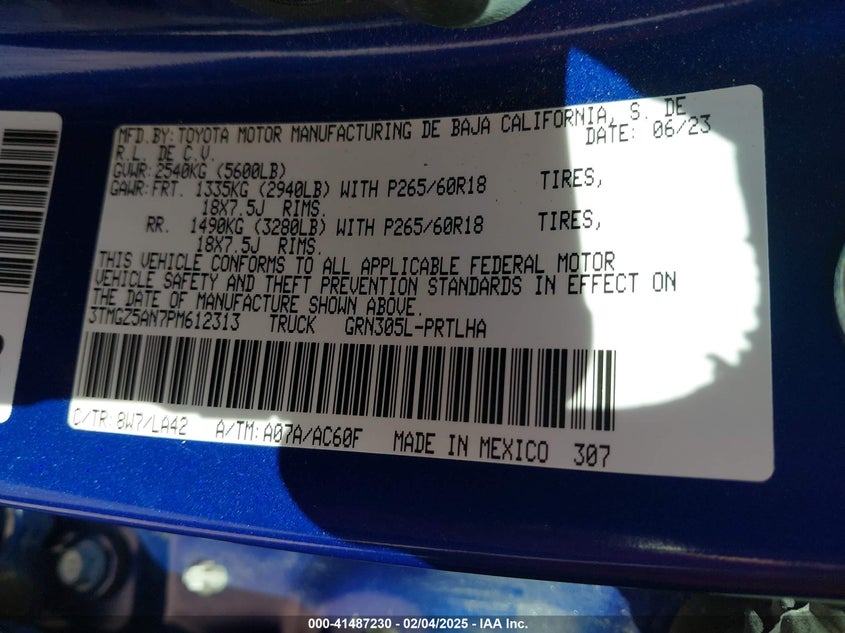 MFD.BY: TOYOTA MOTOR MANUFACTURING DE BAJA CALIFORNIA, S. DE
R.L. DE C.V. DATE: 06/23
GVWR: 2540KG (5600LB)
GAWR: FRT. 1335KG (2940LB) WITH P265/60R18 TIRES,
18X7.5J RIMS.
RR. 1490KG (3280LB) WITH P265/60R18 TIRES,
18X7.5J RIMS.
THIS VEHICLE CONFORMS TO ALL APPLICABLE FEDERAL MOTOR
VEHICLE SAFETY AND THEFT PREVENTION STANDARDS IN EFFECT ON
THE DATE OF MANUFACTURE SHOWN ABOVE.
3TMGZ5AN7PM612313 TRUCK GRN305L-PRTLHA
C/TR: 8W7/LA42 A/TM: A07A/AC60F MADE IN MEXICO 307
000-41487230 - 02/04/2025 - IAA Inc.